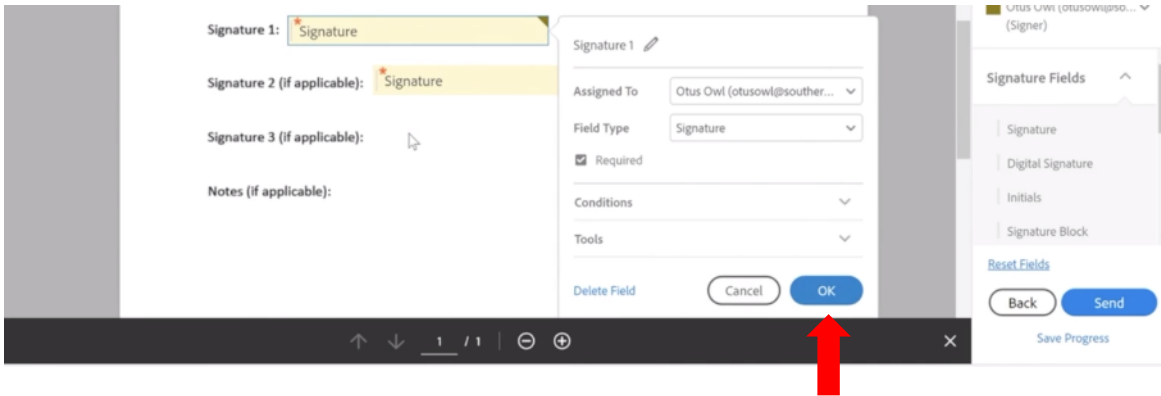 Signature 1:
*Signature
Signature 2 (if applicable):
*Signature
Signature 3 (if applicable):
Notes (if applicable):
Signature 1
Assigned To
Otus Owl (otusowl@souther...
Field Type
Signature
Required
Conditions
Tools
Delete Field
Cancel
OK
1 / 1
Otus Owl (otusowl@so...
(Signer)
Signature Fields
Signature
Digital Signature
Initials
Signature Block
Reset Fields
Back
Send
Save Progress